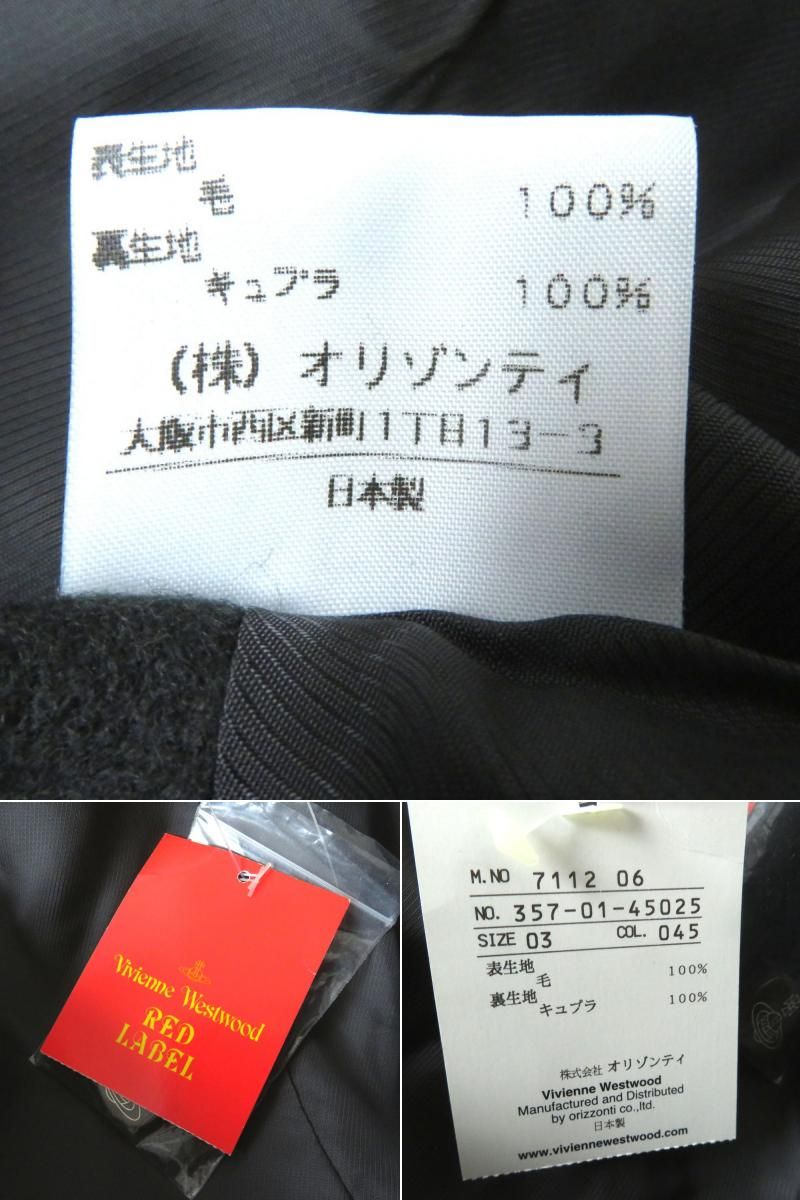 表生地
毛 100%
裏生地
キュプラ 100%
(株) オリゾンティ
大阪市西区新町1丁目13-3
日本製
Vivienne Westwood
RED
LABEL
M.NO 7112 06
NO. 357-01-45025
SIZE 03 COL. 045
表生地
毛 100%
裏生地
キュプラ 100%
株式会社 オリゾンティ
Vivienne Westwood
Manufactured and Distributed
by orizzonti co.,ltd.
日本製
www.viviennewestwood.com